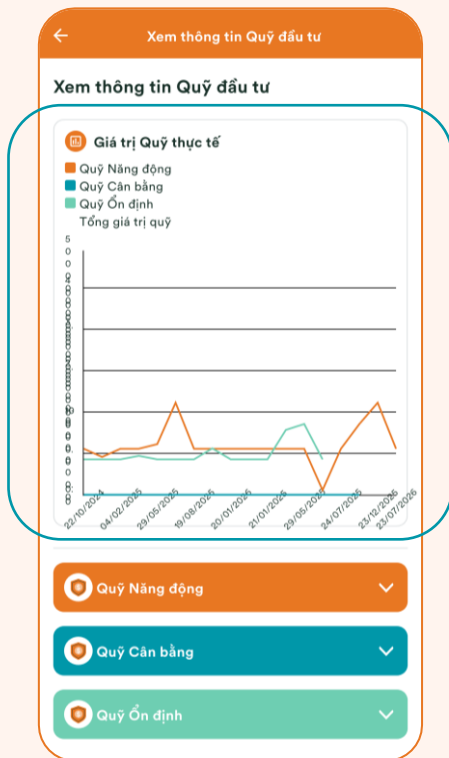 Xem thông tin Quỹ đầu tư
Xem thông tin Quỹ đầu tư
Giá trị Quỹ thực tế
Quỹ Năng động
Quỹ Cân bằng
Quỹ Ổn định
Tổng giá trị quỹ
22/10/2024
04/02/2025
29/05/2025
19/08/2025
20/01/2026
21/01/2026
29/05/2026
24/07/2026
23/12/2026
23/07/2026
Quỹ Năng động
Quỹ Cân bằng
Quỹ Ổn định